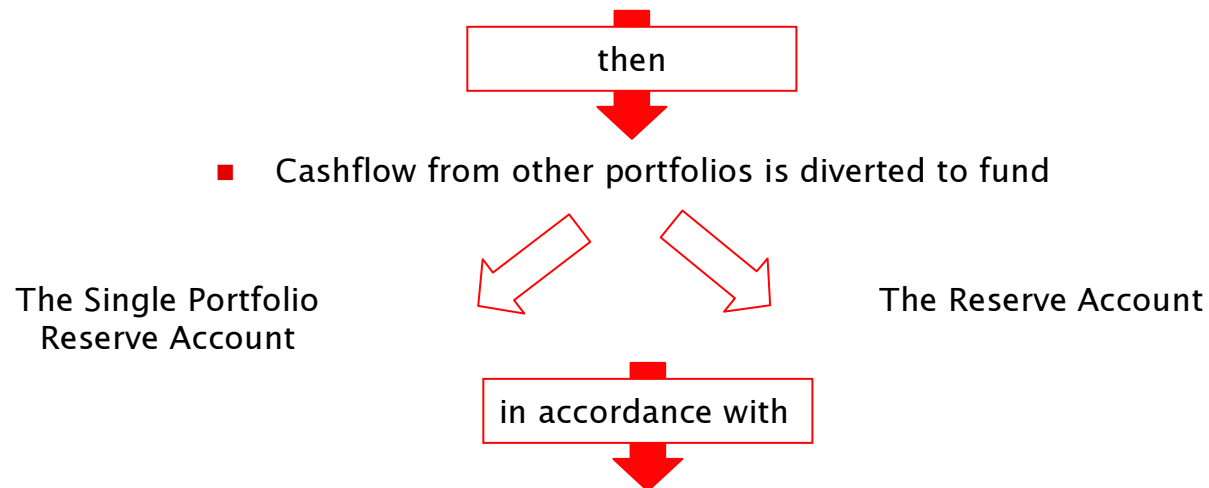 then
Cashflow from other portfolios is diverted to fund
The Single Portfolio
Reserve Account
The Reserve Account
in accordance with